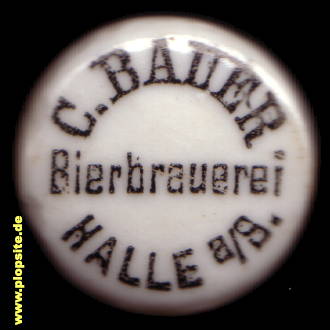 C. BAUER
Bierbrauerei
HALLE a/S.
www.plopsite.de